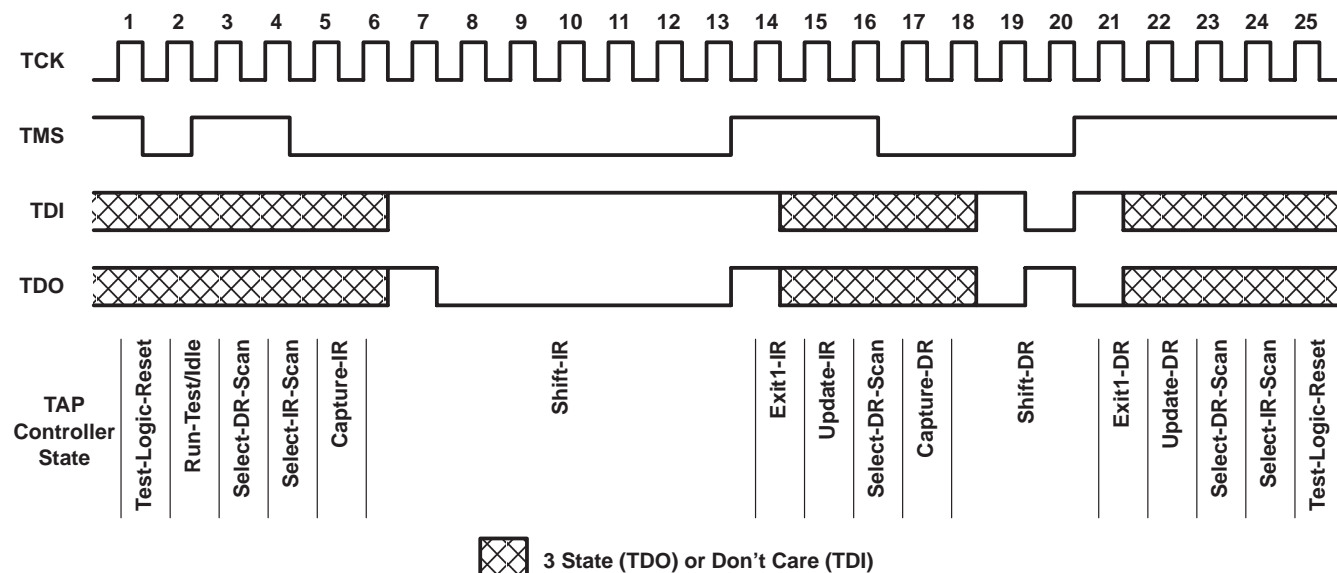 1 2 3 4 5 6 7 8 9 10 11 12 13 14 15 16 17 18 19 20 21 22 23 24 25
TCK
TMS
TDI
TDO
TAP
Controller
State
Test-Logic-Reset
Run-Test/Idle
Select-DR-Scan
Select-IR-Scan
Capture-IR
Shift-IR
Exit1-IR
Update-IR
Select-DR-Scan
Capture-DR
Shift-DR
Exit1-DR
Update-DR
Select-DR-Scan
Select-IR-Scan
Test-Logic-Reset
3 State (TDO) or Don't Care (TDI)